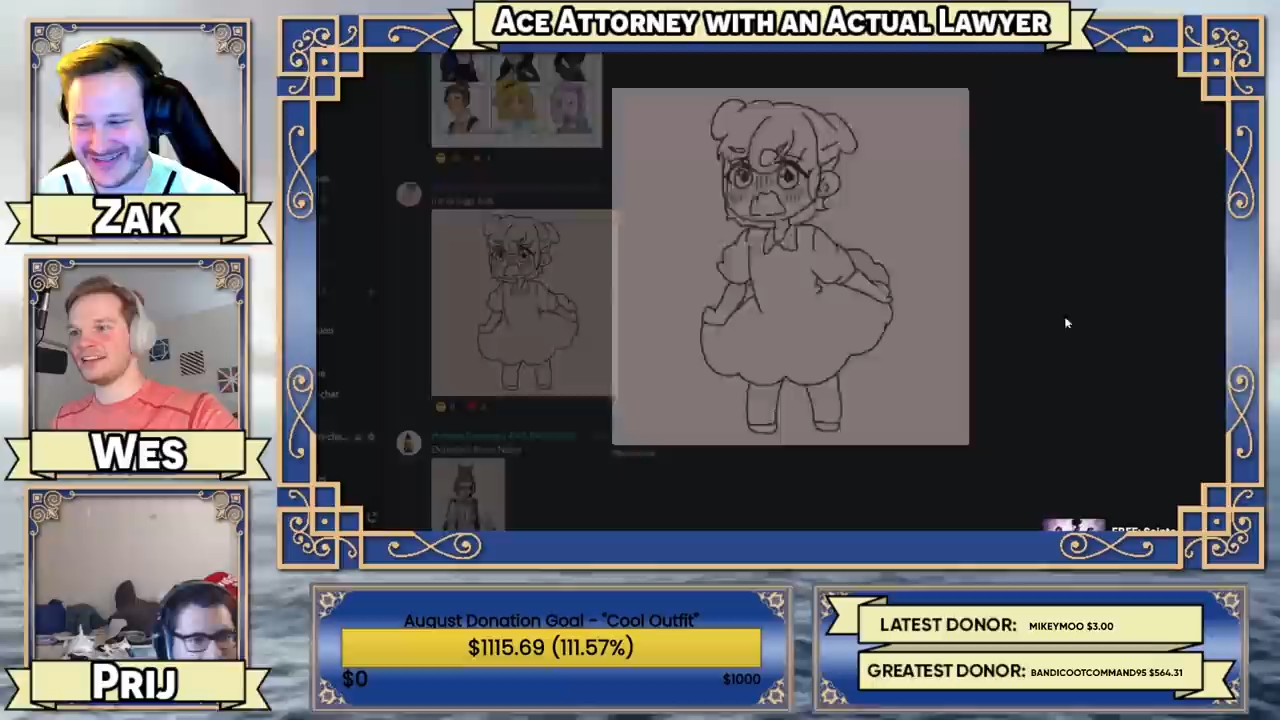 ACE ATTORNEY WITH AN ACTUAL LAWYER
ZAK
WES
PRIJ
August Donation Goal - "Cool Outfit"
$1115.69 (111.57%)
$0
$1000
LATEST DONOR: MIKEYMOO $3.00
GREATEST DONOR: BANDICOOTCOMMAND95 $564.31